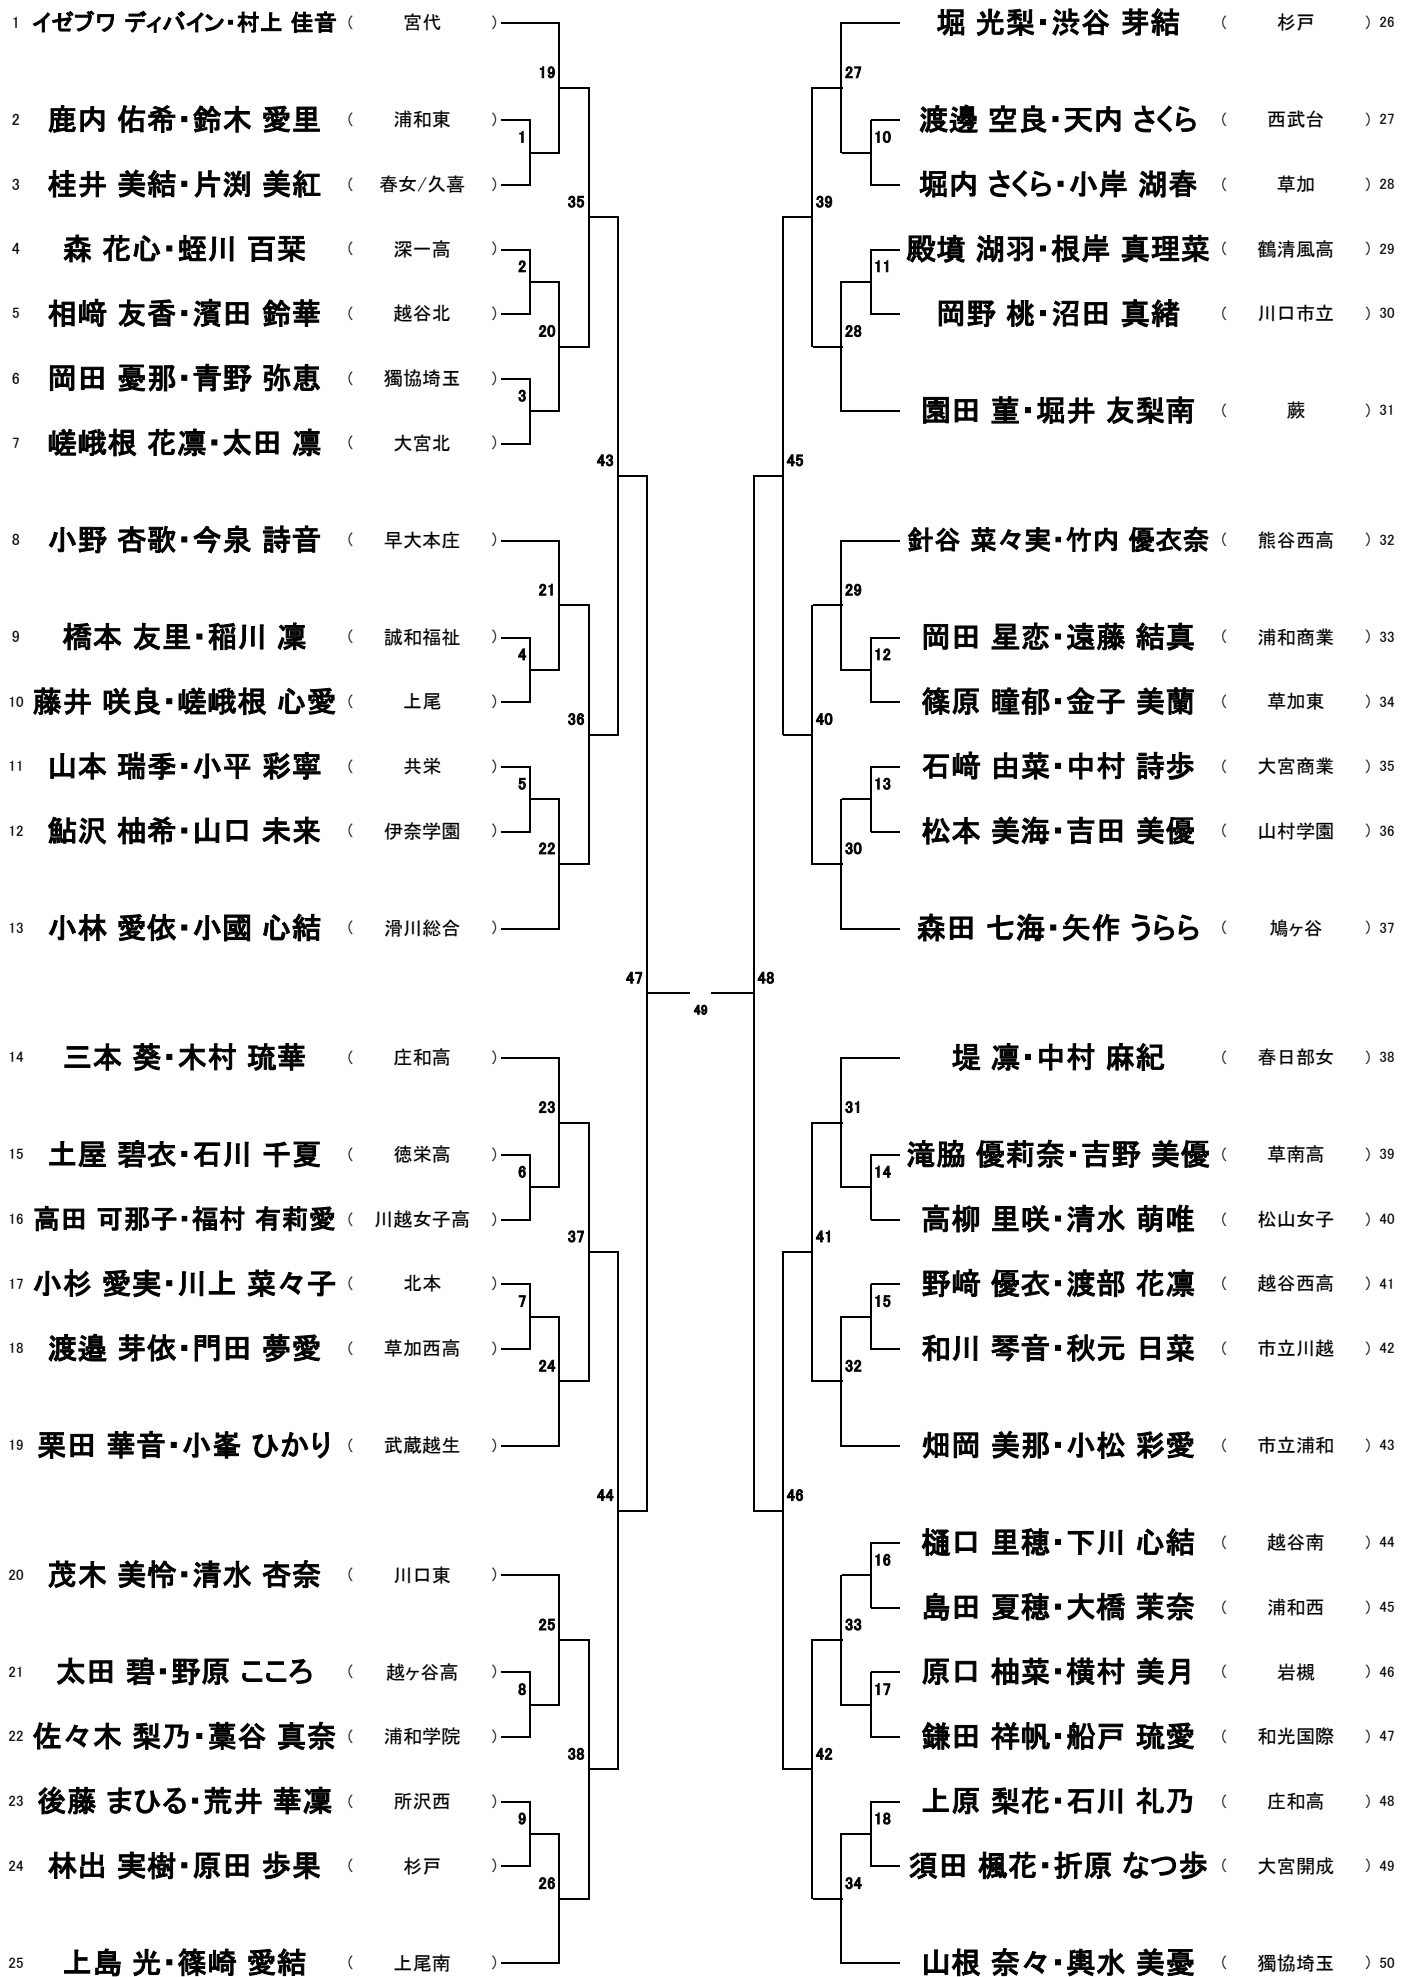 1 イゼブワ ディバイン・村上 佳音 ( 宮代 )
19
2 鹿内 佑希・鈴木 愛里 ( 浦和東 )
1
3 桂井 美結・片渕 美紅 ( 春女/久喜 )
35
4 森 花心・蛭川 百栞 ( 深一高 )
2
5 相﨑 友香・濱田 鈴華 ( 越谷北 )
20
6 岡田 憂那・青野 弥恵 ( 獨協埼玉 )
3
7 嵯峨根 花凛・太田 凛 ( 大宮北 )
43
8 小野 杏歌・今泉 詩音 ( 早大本庄 )
21
9 橋本 友里・稲川 凜 ( 誠和福祉 )
4
10 藤井 咲良・嵯峨根 心愛 ( 上尾 )
36
11 山本 瑞季・小平 彩寧 ( 共栄 )
5
12 鮎沢 柚希・山口 未来 ( 伊奈学園 )
22
13 小林 愛依・小國 心結 ( 滑川総合 )
47
49
14 三本 葵・木村 琉華 ( 庄和高 )
23
15 土屋 碧衣・石川 千夏 ( 徳栄高 )
6
16 高田 可那子・福村 有莉愛 ( 川越女子高 )
37
17 小杉 愛実・川上 菜々子 ( 北本 )
7
18 渡邉 芽依・門田 夢愛 ( 草加西高 )
24
19 栗田 華音・小峯 ひかり ( 武蔵越生 )
44
20 茂木 美怜・清水 杏奈 ( 川口東 )
25
21 太田 碧・野原 こころ ( 越ヶ谷高 )
8
22 佐々木 梨乃・藁谷 真奈 ( 浦和学院 )
38
23 後藤 まひる・荒井 華凜 ( 所沢西 )
9
24 林出 実樹・原田 歩果 ( 杉戸 )
26
25 上島 光・篠崎 愛結 ( 上尾南 )
堀 光梨・渋谷 芽結 ( 杉戸 ) 26
27
渡邊 空良・天内 さくら ( 西武台 ) 27
10
堀内 さくら・小岸 湖春 ( 草加 ) 28
39
殿墳 湖羽・根岸 真理菜 ( 鶴清風高 ) 29
11
岡野 桃・沼田 真緒 ( 川口市立 ) 30
28
園田 菫・堀井 友梨南 ( 蕨 ) 31
45
針谷 菜々実・竹内 優衣奈 ( 熊谷西高 ) 32
29
岡田 星恋・遠藤 結真 ( 浦和商業 ) 33
12
篠原 瞳郁・金子 美蘭 ( 草加東 ) 34
40
石﨑 由菜・中村 詩歩 ( 大宮商業 ) 35
13
松本 美海・吉田 美優 ( 山村学園 ) 36
30
森田 七海・矢作 うらら ( 鳩ヶ谷 ) 37
48
堤 凛・中村 麻紀 ( 春日部女 ) 38
31
滝脇 優莉奈・吉野 美優 ( 草南高 ) 39
14
高柳 里咲・清水 萌唯 ( 松山女子 ) 40
41
野﨑 優衣・渡部 花凛 ( 越谷西高 ) 41
15
和川 琴音・秋元 日菜 ( 市立川越 ) 42
32
畑岡 美那・小松 彩愛 ( 市立浦和 ) 43
46
樋口 里穂・下川 心結 ( 越谷南 ) 44
16
島田 夏穂・大橋 茉奈 ( 浦和西 ) 45
33
原口 柚菜・横村 美月 ( 岩槻 ) 46
17
鎌田 祥帆・船戸 琉愛 ( 和光国際 ) 47
42
上原 梨花・石川 礼乃 ( 庄和高 ) 48
18
須田 楓花・折原 なつ歩 ( 大宮開成 ) 49
34
山根 奈々・輿水 美憂 ( 獨協埼玉 ) 50